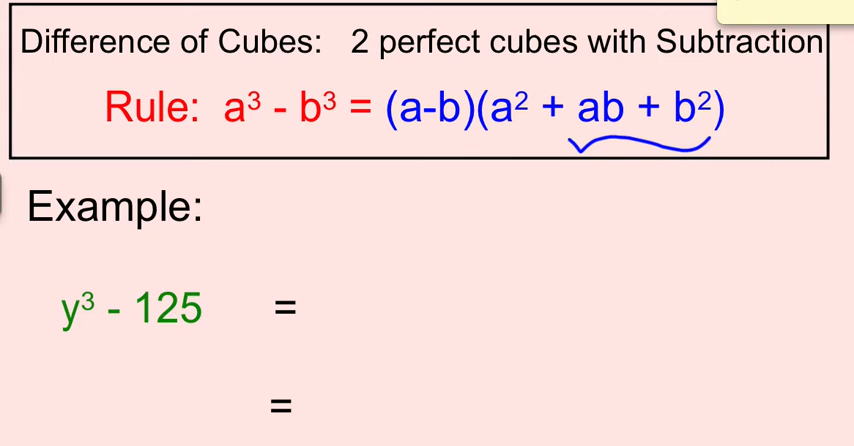 Difference of Cubes: 2 perfect cubes with Subtraction
Rule: a³ - b³ = (a-b)(a² + ab + b²)
Example:
y³ - 125 =
=